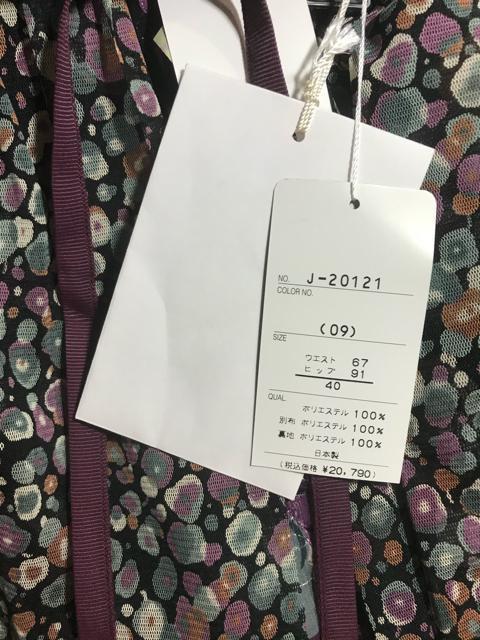 NO. J-20121
COLOR NO.
(09)
SIZE
ウエスト 67
ヒップ 91
40
QUAL
ポリエステル 100%
別布 ポリエステル 100%
裏地 ポリエステル 100%
日本製
(税込価格 ¥20,790)